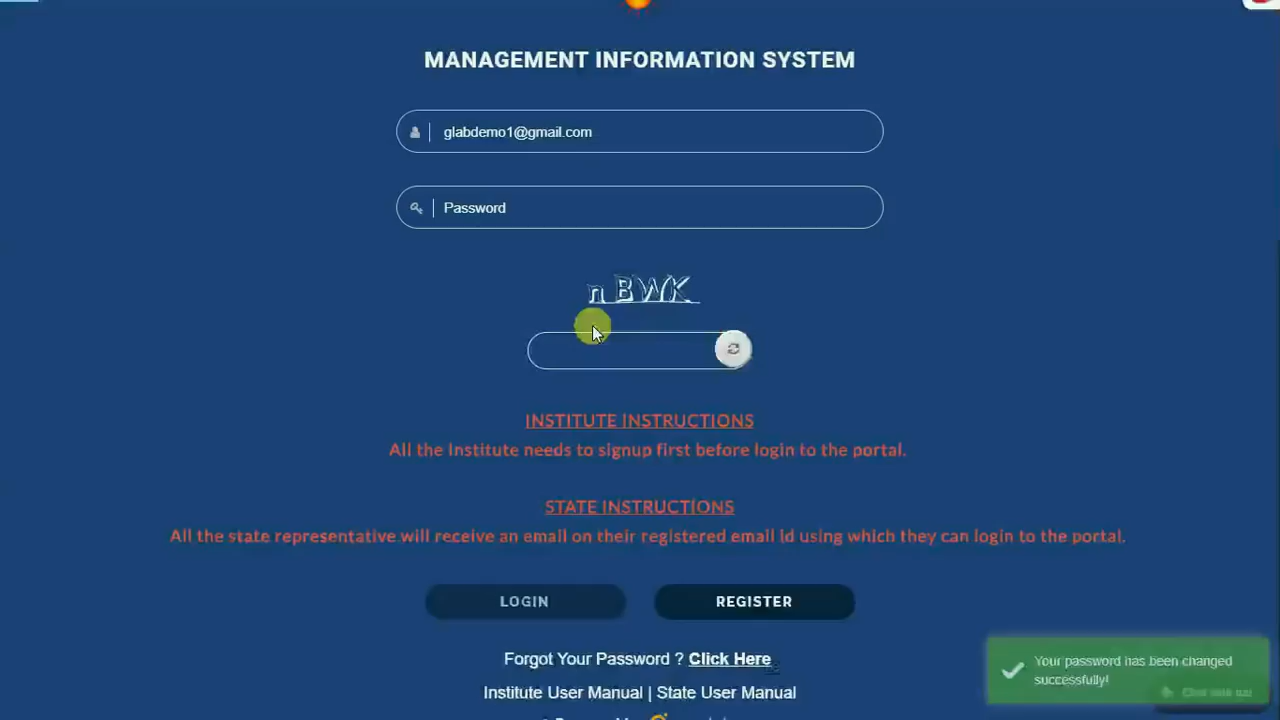 MANAGEMENT INFORMATION SYSTEM
glabdemo1@gmail.com
Password
n BWK
INSTITUTE INSTRUCTIONS
All the Institute needs to signup first before login to the portal.
STATE INSTRUCTIONS
All the state representative will receive an email on their registered email id using which they can login to the portal.
LOGIN REGISTER
Forgot Your Password ? Click Here
Your password has been changed
successfully!
Institute User Manual | State User Manual